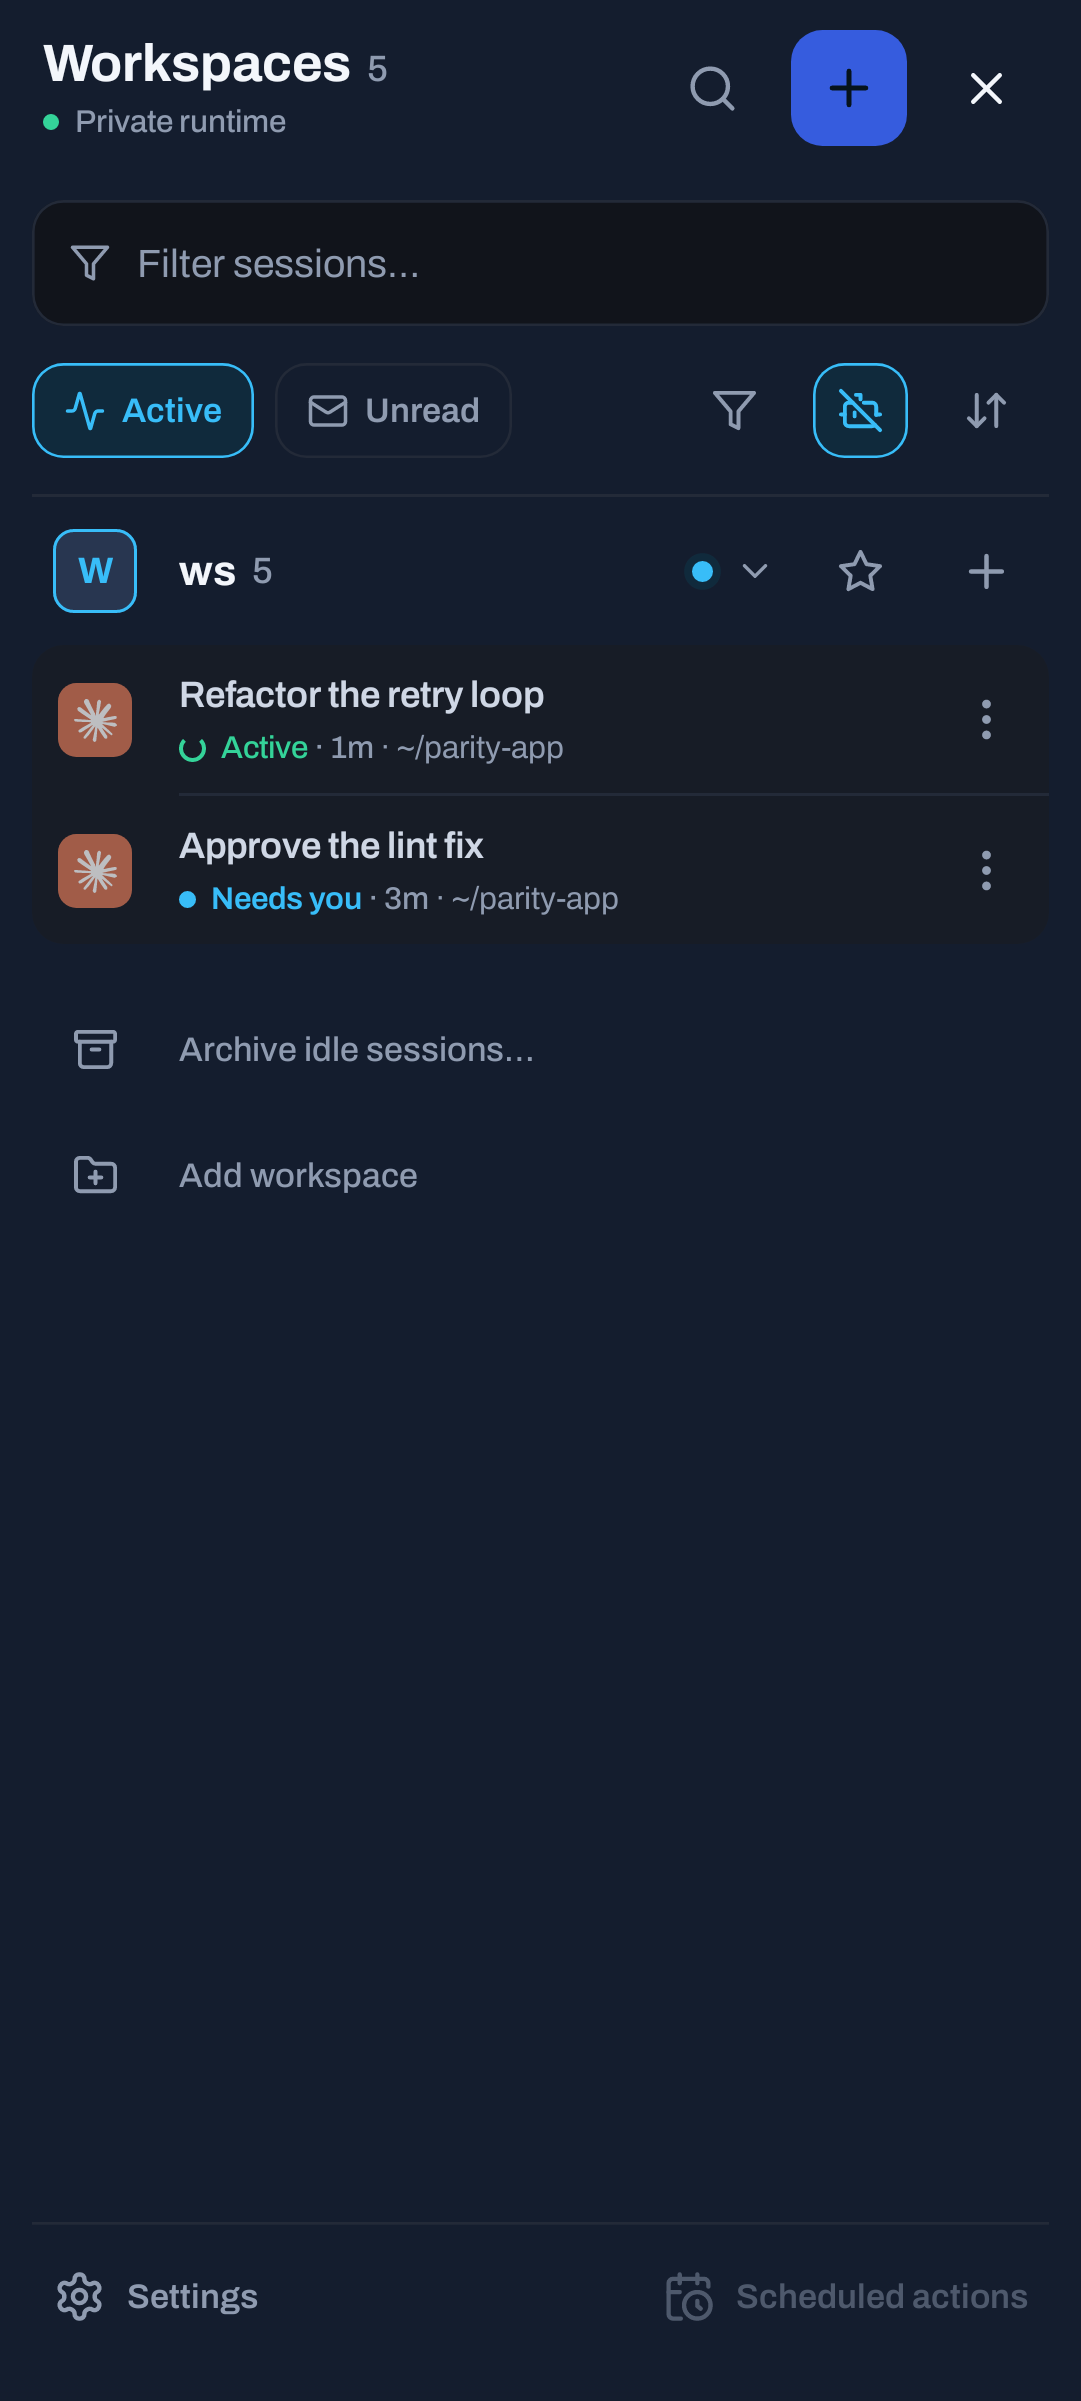 Workspaces 5
Private runtime
Filter sessions...
Active
Unread
W
ws 5
Refactor the retry loop
Active · 1m · ~/parity-app
Approve the lint fix
Needs you · 3m · ~/parity-app
Archive idle sessions...
Add workspace
Settings
Scheduled actions